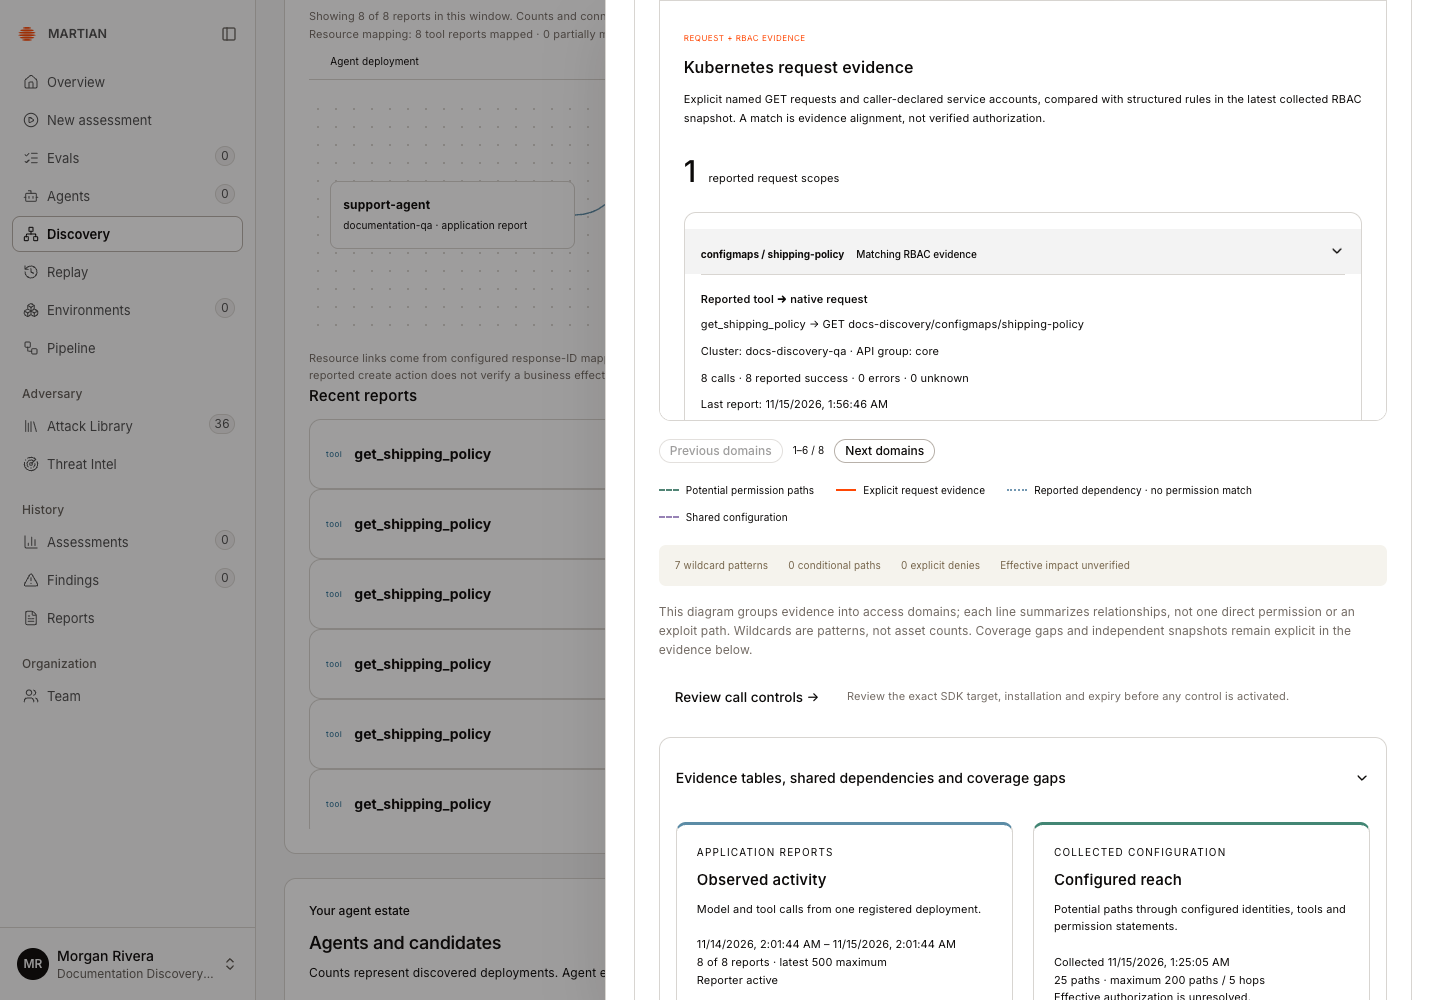 MARTIAN
Overview
New assessment
Evals 0
Agents 0
Discovery
Replay
Environments 0
Pipeline
Adversary
Attack Library 36
Threat Intel
History
Assessments 0
Findings 0
Reports
Organization
Team
MR
Morgan Rivera
Documentation Discovery...
Showing 8 of 8 reports in this window. Counts and conn
Resource mapping: 8 tool reports mapped · 0 partially
Agent deployment
support-agent
documentation-qa · application report
Resource links come from configured response-ID map
reported create action does not verify a business effect
Recent reports
tool get_shipping_policy
tool get_shipping_policy
tool get_shipping_policy
tool get_shipping_policy
tool get_shipping_policy
tool get_shipping_policy
Your agent estate
Agents and candidates
Counts represent discovered deployments. Agent e
REQUEST + RBAC EVIDENCE
Kubernetes request evidence
Explicit named GET requests and caller-declared service accounts, compared with structured rules in the latest collected RBAC
snapshot. A match is evidence alignment, not verified authorization.
1 reported request scopes
configmaps / shipping-policy Matching RBAC evidence
Reported tool → native request
get_shipping_policy → GET docs-discovery/configmaps/shipping-policy
Cluster: docs-discovery-qa · API group: core
8 calls · 8 reported success · 0 errors · 0 unknown
Last report: 11/15/2026, 1:56:46 AM
Previous domains 1–6 / 8 Next domains
Potential permission paths Explicit request evidence Reported dependency · no permission match
Shared configuration
7 wildcard patterns 0 conditional paths 0 explicit denies Effective impact unverified
This diagram groups evidence into access domains; each line summarizes relationships, not one direct permission or an
exploit path. Wildcards are patterns, not asset counts. Coverage gaps and independent snapshots remain explicit in the
evidence below.
Review call controls → Review the exact SDK target, installation and expiry before any control is activated.
Evidence tables, shared dependencies and coverage gaps
APPLICATION REPORTS
Observed activity
Model and tool calls from one registered deployment.
11/14/2026, 2:01:44 AM – 11/15/2026, 2:01:44 AM
8 of 8 reports · latest 500 maximum
Reporter active
COLLECTED CONFIGURATION
Configured reach
Potential paths through configured identities, tools and
permission statements.
Collected 11/15/2026, 1:25:05 AM
25 paths · maximum 200 paths / 5 hops
Effective authorization is unresolved.